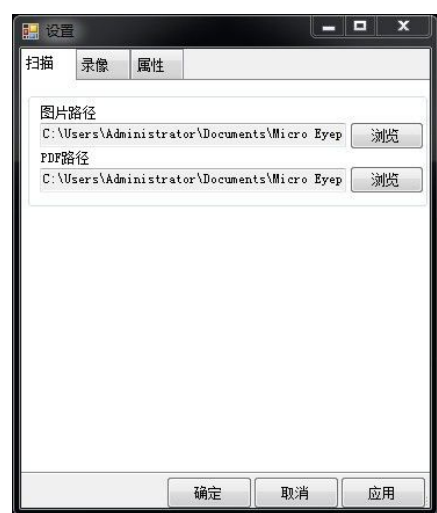 设置
扫描 录像 属性
图片路径
C:\Users\Administrator\Documents\Micro Eyep 浏览
PDF路径
C:\Users\Administrator\Documents\Micro Eyep 浏览
确定 取消 应用